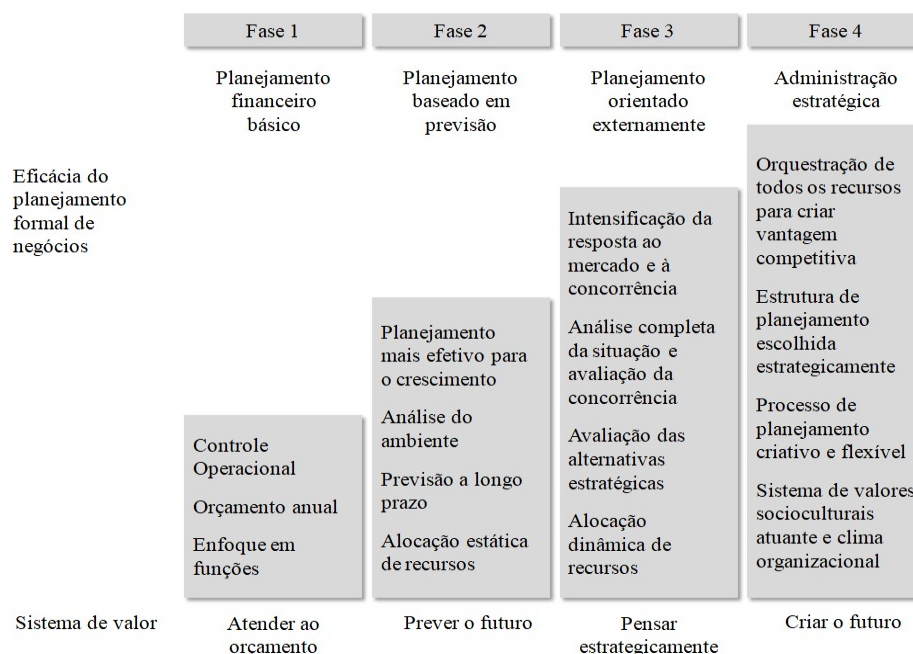 Fase 1
Fase 2
Fase 3
Fase 4
Planejamento
financeiro
básico
Planejamento
baseado em
previsão
Planejamento
orientado
externamente
Administração
estratégica
Eficácia do
planejamento
formal de
negócios
Controle
Operacional
Orçamento anual
Enfoque em
funções
Planejamento
mais efetivo para
o crescimento
Análise do
ambiente
Previsão a longo
prazo
Alocação estática
de recursos
Intensificação da
resposta ao
mercado e à
concorrência
Análise completa
da situação e
avaliação da
concorrência
Avaliação das
alternativas
estratégicas
Alocação
dinâmica de
recursos
Orquestração de
todos os recursos
para criar
vantagem
competitiva
Estrutura de
planejamento
escolhida
estrategicamente
Processo de
planejamento
criativo e flexível
Sistema de valores
socioculturais
atuante e clima
organizacional
Sistema de valor
Atender ao
orçamento
Prever o futuro
Pensar
estrategicamente
Criar o futuro